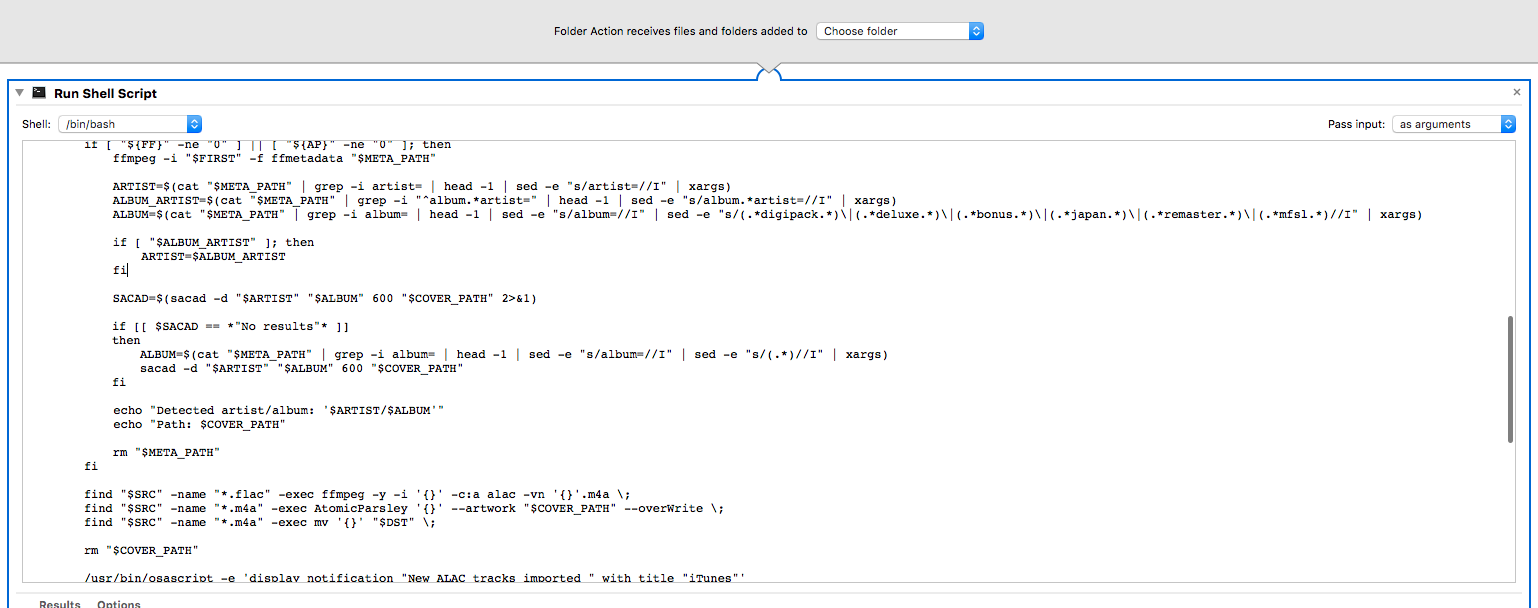 Folder Action receives files and folders added to Choose folder
Run Shell Script
Shell: /bin/bash Pass input: as arguments
if [ "${FF}" -ne "0" ] || [ "${AP}" -ne "0" ]; then
ffmpeg -i "$FIRST" -f ffmetadata "$META_PATH"
ARTIST=$(cat "$META_PATH" | grep -i artist= | head -1 | sed -e "s/artist=//I" | xargs)
ALBUM_ARTIST=$(cat "$META_PATH" | grep -i "^album.*artist=" | head -1 | sed -e "s/album.*artist=//I" | xargs)
ALBUM=$(cat "$META_PATH" | grep -i album= | head -1 | sed -e "s/album=//I" | sed -e "s/(.*digipack.*)\|(.*deluxe.*)\|(.*bonus.*)\|(.*japan.*)\|(.*remaster.*)\|(.*mfsl.*)//I" | xargs)
if [ "$ALBUM_ARTIST" ]; then
ARTIST=$ALBUM_ARTIST
fi
SACAD=$(sacad -d "$ARTIST" "$ALBUM" 600 "$COVER_PATH" 2>&1)
if [[ $SACAD == *"No results"* ]]
then
ALBUM=$(cat "$META_PATH" | grep -i album= | head -1 | sed -e "s/album=//I" | sed -e "s/(.*)//I" | xargs)
sacad -d "$ARTIST" "$ALBUM" 600 "$COVER_PATH"
fi
echo "Detected artist/album: '$ARTIST/$ALBUM'"
echo "Path: $COVER_PATH"
rm "$META_PATH"
fi
find "$SRC" -name "*.flac" -exec ffmpeg -y -i '{}' -c:a alac -vn '{}'.m4a \;
find "$SRC" -name "*.m4a" -exec AtomicParsley '{}' --artwork "$COVER_PATH" --overWrite \;
find "$SRC" -name "*.m4a" -exec mv '{}' "$DST" \;
rm "$COVER_PATH"
/usr/bin/osascript -e 'display notification "New ALAC tracks imported " with title "iTunes"'
Results Options